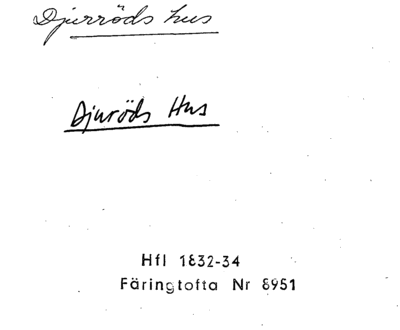 Djurröds hus
Djuröds Hus
Hfl 1832-34
Färingtofta Nr 8951